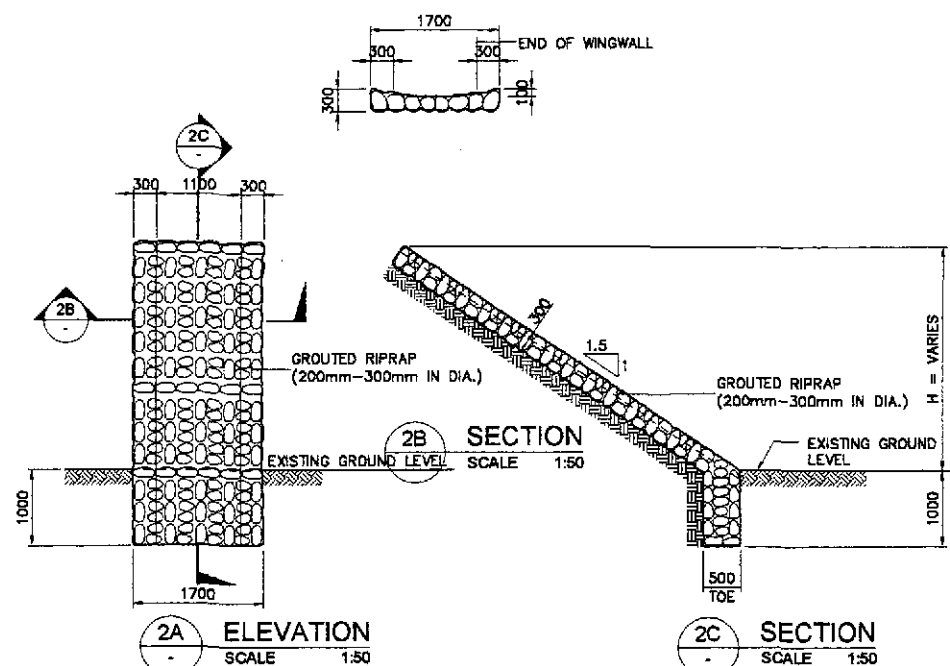 1700
END OF WINGWALL
300
300
300
100
2C
-
300
1100
300
2B
-
GROUTED RIPRAP
(200mm-300mm IN DIA.)
300
1.5
1
GROUTED RIPRAP
(200mm-300mm IN DIA.)
H = VARIES
2B
-
SECTION
SCALE 1:50
EXISTING GROUND LEVEL
EXISTING GROUND
LEVEL
1000
1000
500
TOE
1700
2A
-
ELEVATION
SCALE 1:50
2C
-
SECTION
SCALE 1:50